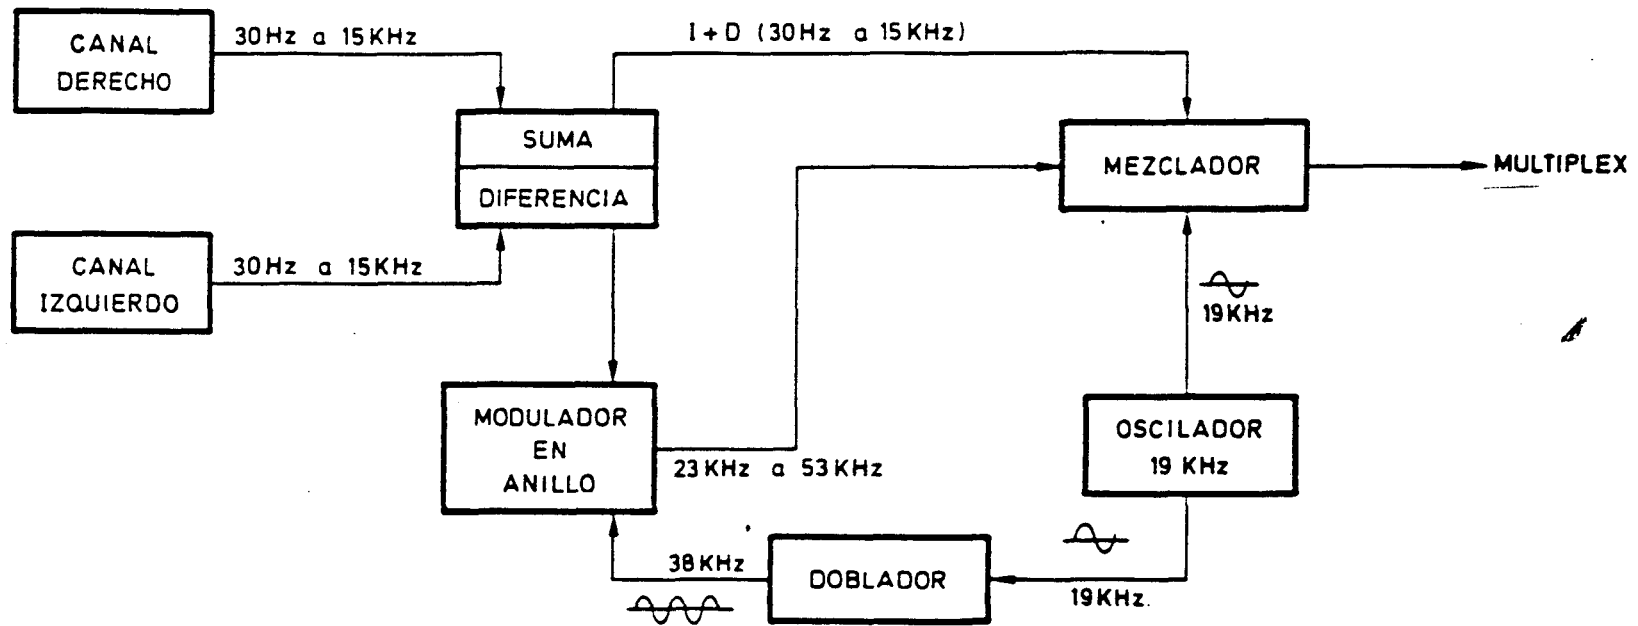 CANAL
DERECHO
30Hz a 15KHz
I+D (30Hz a 15KHz)
SUMA
DIFERENCIA
MEZCLADOR
MULTIPLEX
CANAL
IZQUIERDO
30Hz a 15KHz
19KHz
MODULADOR
EN
ANILLO
23KHz a 53KHz
OSCILADOR
19 KHz
38KHz
DOBLADOR
19KHz.